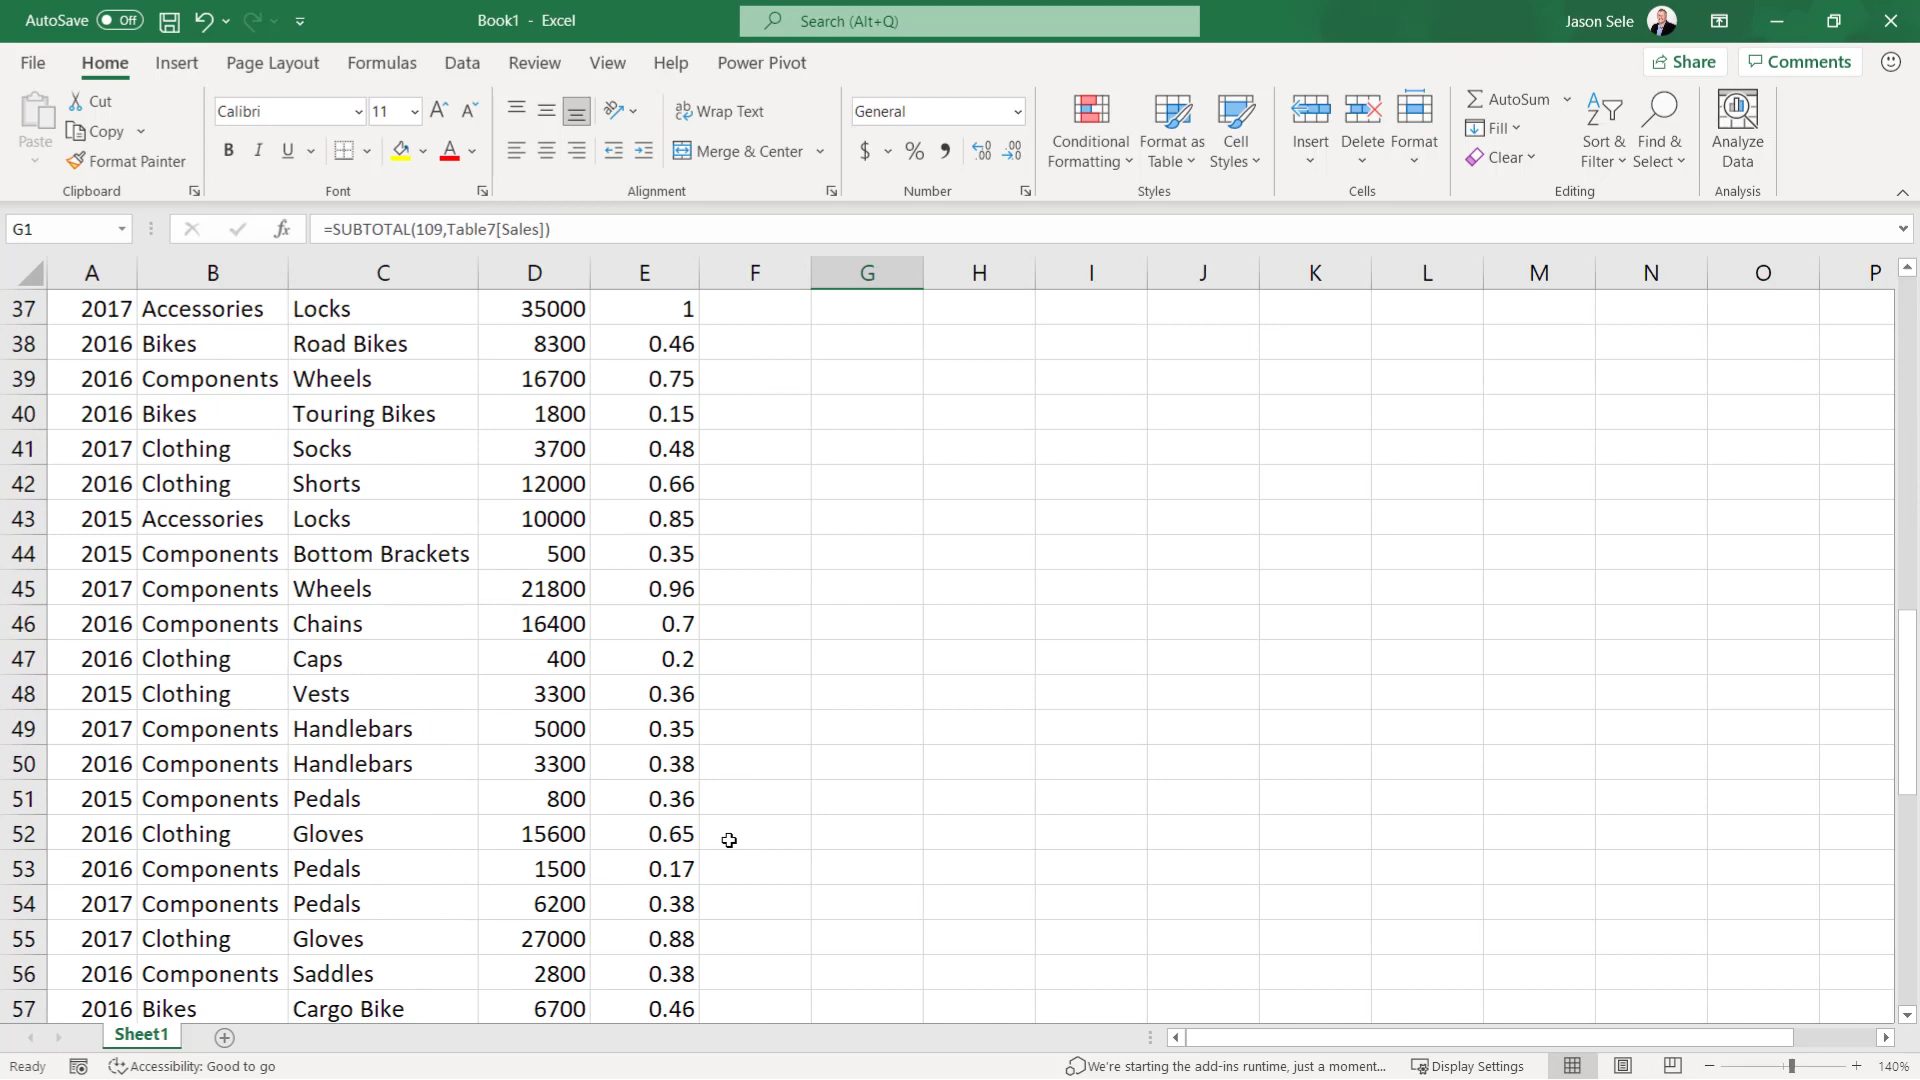 AutoSave Off Book1 - Excel Search (Alt+Q) Jason Sele
File Home Insert Page Layout Formulas Data Review View Help Power Pivot Share Comments
Paste Cut Copy Format Painter Clipboard
Calibri 11 B I U A Font
Wrap Text Merge & Center Alignment
General $ % Number
Conditional Formatting Format as Table Cell Styles Styles
Insert Delete Format Cells
AutoSum Fill Clear Sort & Filter Find & Select Editing
Analyze Data Analysis
G1 fx =SUBTOTAL(109,Table7[Sales])
A B C D E F G H I J K L M N O P
37 2017 Accessories Locks 35000 1
38 2016 Bikes Road Bikes 8300 0.46
39 2016 Components Wheels 16700 0.75
40 2016 Bikes Touring Bikes 1800 0.15
41 2017 Clothing Socks 3700 0.48
42 2016 Clothing Shorts 12000 0.66
43 2015 Accessories Locks 10000 0.85
44 2015 Components Bottom Brackets 500 0.35
45 2017 Components Wheels 21800 0.96
46 2016 Components Chains 16400 0.7
47 2016 Clothing Caps 400 0.2
48 2015 Clothing Vests 3300 0.36
49 2017 Components Handlebars 5000 0.35
50 2016 Components Handlebars 3300 0.38
51 2015 Components Pedals 800 0.36
52 2016 Clothing Gloves 15600 0.65
53 2016 Components Pedals 1500 0.17
54 2017 Components Pedals 6200 0.38
55 2017 Clothing Gloves 27000 0.88
56 2016 Components Saddles 2800 0.38
57 2016 Bikes Cargo Bike 6700 0.46
Sheet1
Ready Accessibility: Good to go We're starting the add-ins runtime, just a moment... Display Settings 140%